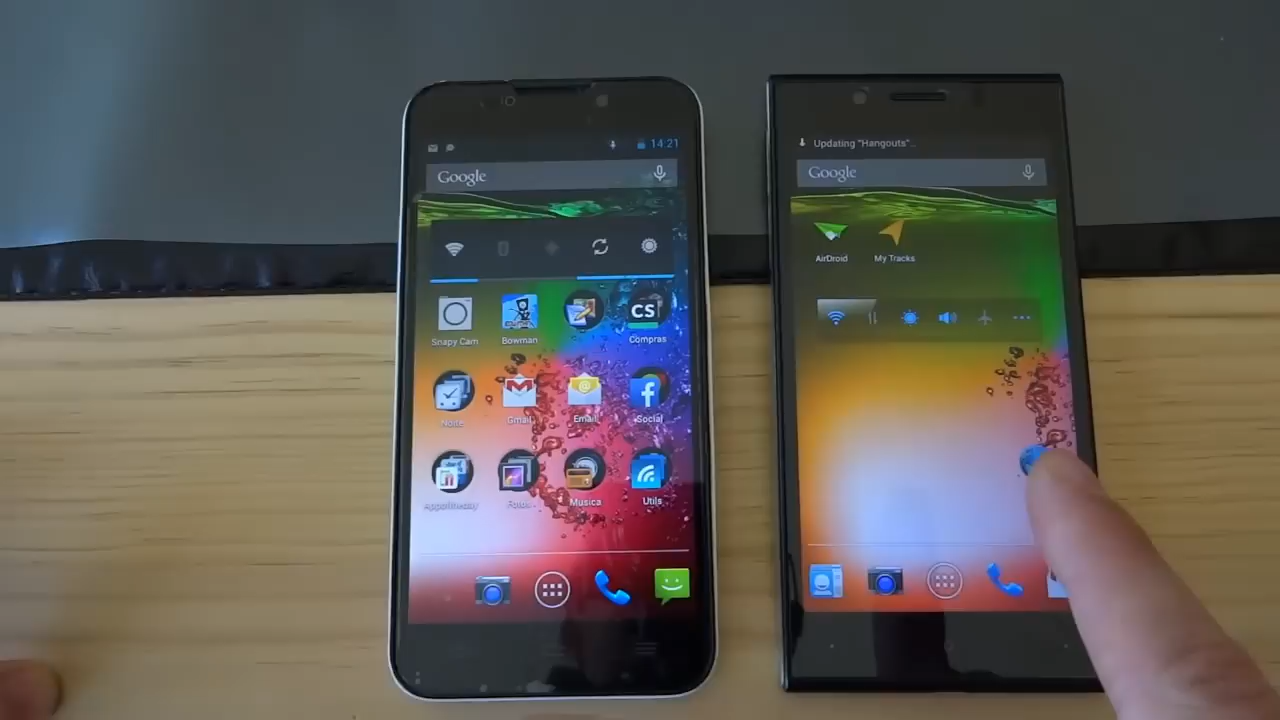 14:21
Google
Snapy Cam
Bowman
CS
Compras
Gmail
Email
Social
Musica
Utils
Updating "Hangouts"..
Google
AirDroid
My Tracks